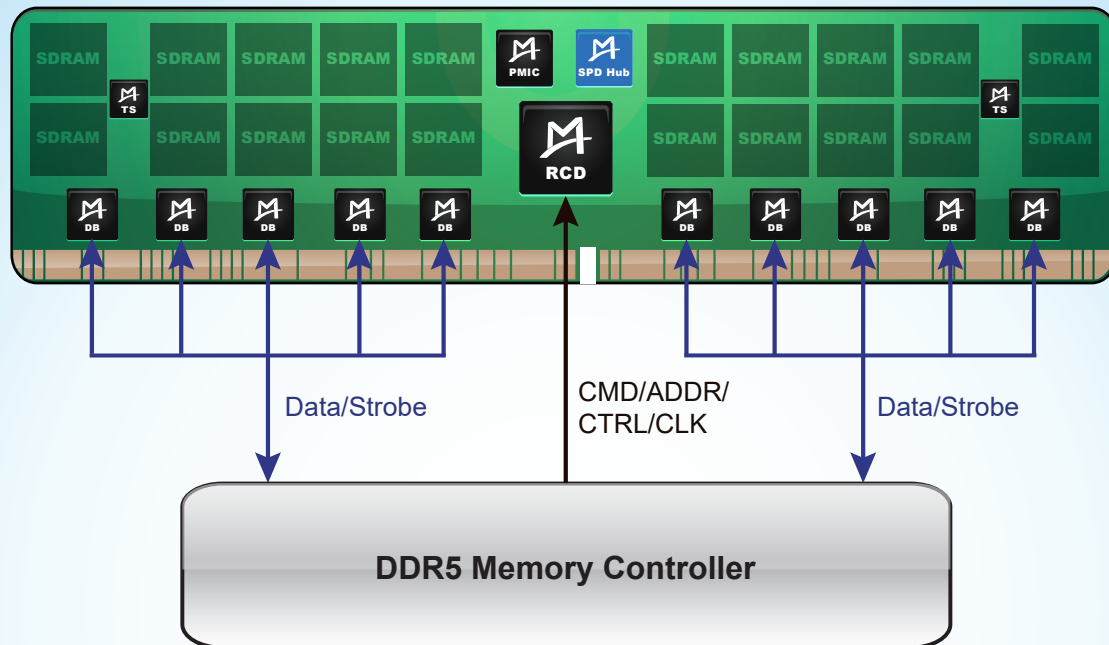 SDRAM SDRAM SDRAM SDRAM SDRAM PMIC SPD Hub SDRAM SDRAM SDRAM SDRAM SDRAM
TS TS
SDRAM SDRAM SDRAM SDRAM SDRAM RCD SDRAM SDRAM SDRAM SDRAM SDRAM
DB DB DB DB DB DB DB DB DB DB
Data/Strobe
CMD/ADDR/
CTRL/CLK
Data/Strobe
DDR5 Memory Controller